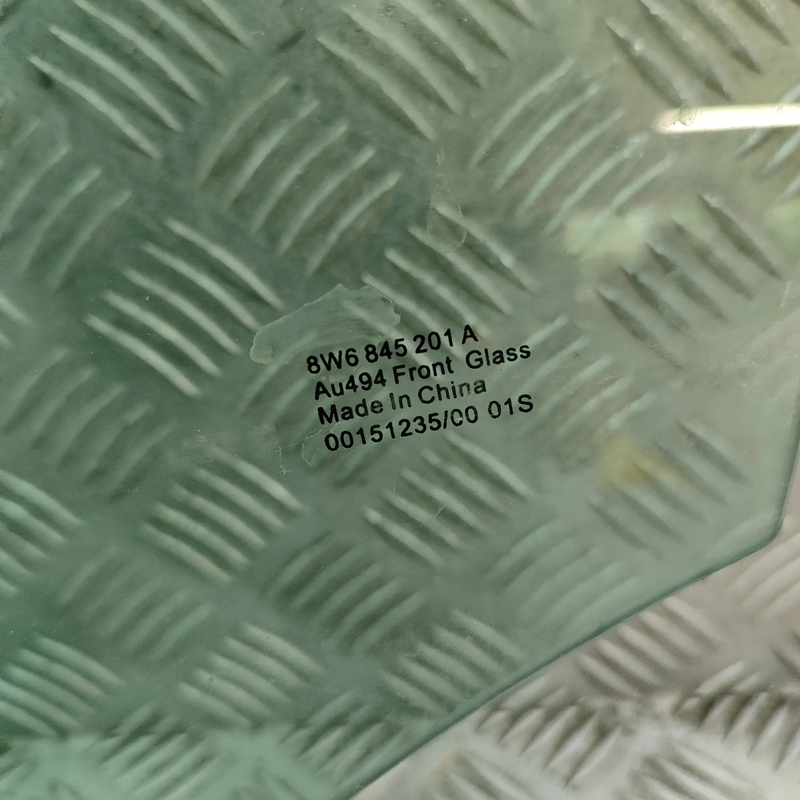 8W6 845 201 A
Au494 Front Glass
Made In China
00151235/00 01S